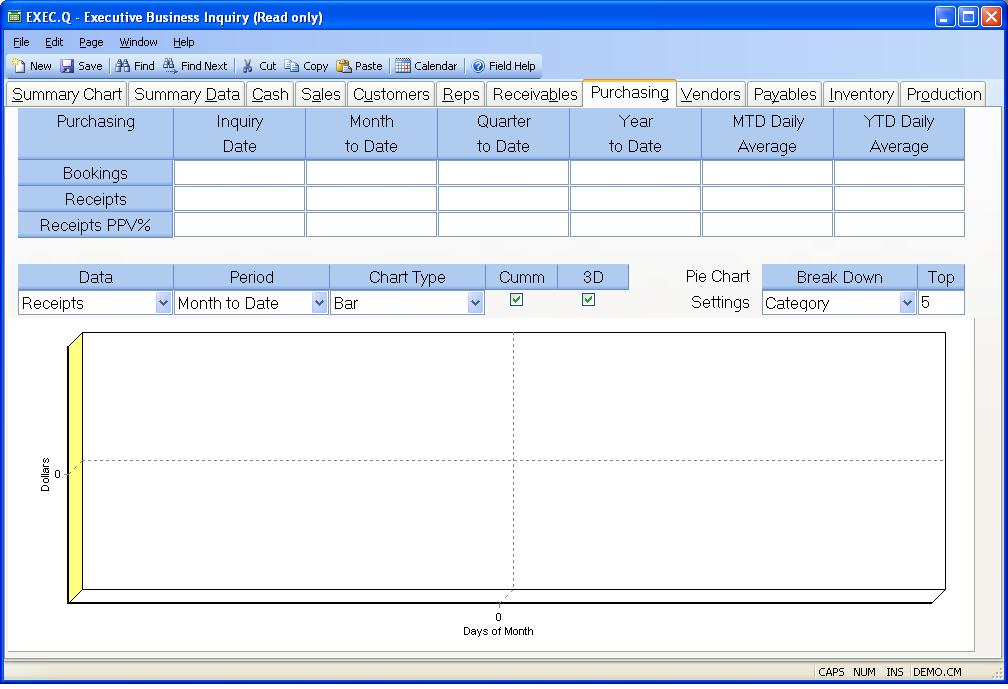 EXEC.Q - Executive Business Inquiry (Read only)
File Edit Page Window Help
New Save Find Find Next Cut Copy Paste Calendar Field Help
Summary Chart Summary Data Cash Sales Customers Reps Receivables Purchasing Vendors Payables Inventory Production
Purchasing Inquiry Date Month to Date Quarter to Date Year to Date MTD Daily Average YTD Daily Average
Bookings
Receipts
Receipts PPV%
Data Period Chart Type Cumm 3D Pie Chart Settings Break Down Top
Receipts Month to Date Bar Category 5
Dollars
0
0
Days of Month
CAPS NUM INS DEMO.CM